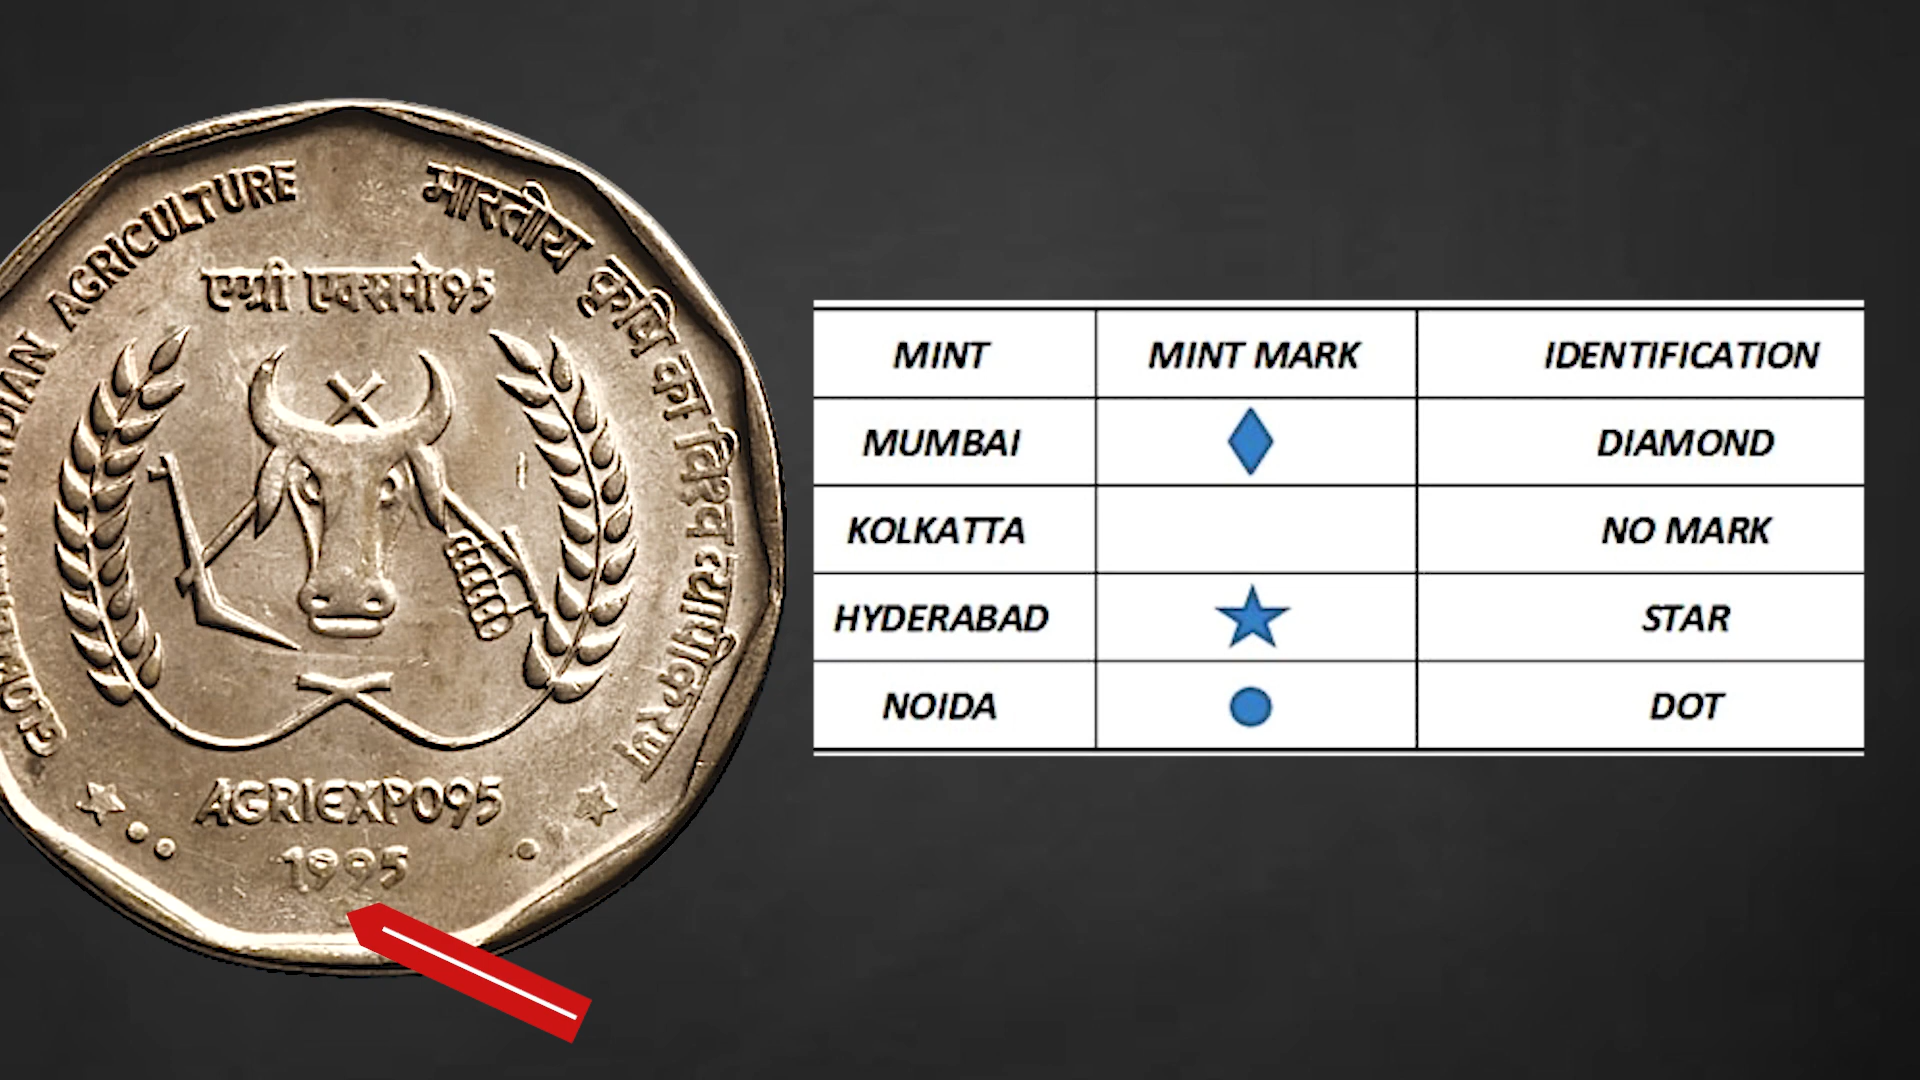 INDIAN AGRICULTURE
भारतीय कृषि का विश्व व्यापीकरण
एग्री एक्सपो 95
AGRIEXPO95
1995
MINT MINT MARK IDENTIFICATION
MUMBAI DIAMOND
KOLKATTA NO MARK
HYDERABAD STAR
NOIDA DOT